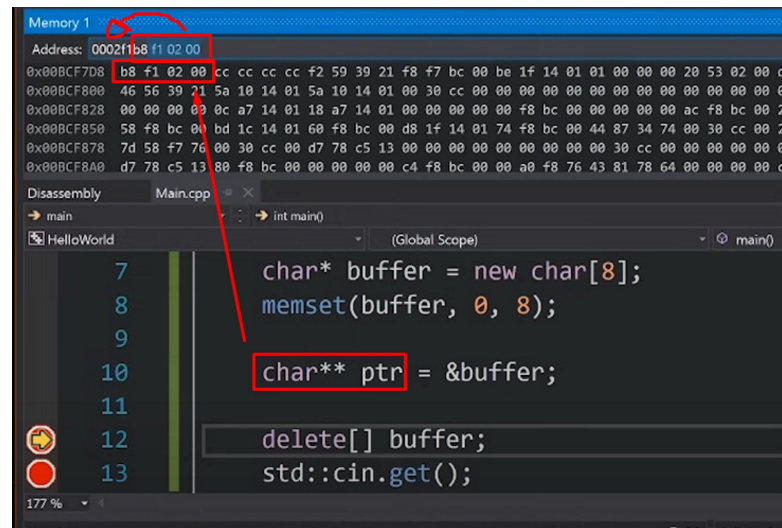 Memory 1
Address: 0002f1b8 f1 02 00
0x00BCF7D8 b8 f1 02 00 cc cc cc cc f2 59 39 21 f8 f7 bc 00 be 1f 14 01 01 00 00 00 20 53 02 00
0x00BCF800 46 56 39 21 5a 10 14 01 5a 10 14 01 00 30 cc 00 00 00 00 00 00 00 00 00 00 00 00 00
0x00BCF828 00 00 00 00 0c a7 14 01 18 a7 14 01 00 00 00 00 00 f8 bc 00 00 00 00 00 ac f8 bc 00
0x00BCF850 58 f8 bc 00 bd 1c 14 01 60 f8 bc 00 d8 1f 14 01 74 f8 bc 00 44 87 34 74 00 30 cc 00
0x00BCF878 7d 58 f7 76 00 30 cc 00 d7 78 c5 13 00 00 00 00 00 00 00 00 00 30 cc 00 00 00 00 00
0x00BCF8A0 d7 78 c5 13 80 f8 bc 00 00 00 00 00 c4 f8 bc 00 00 a0 f8 76 43 81 78 64 00 00 00 00
Disassembly Main.cpp
main int main()
HelloWorld (Global Scope) main()
7 char* buffer = new char[8];
8 memset(buffer, 0, 8);
9
10 char** ptr = &buffer;
11
12 delete[] buffer;
13 std::cin.get();
177 %